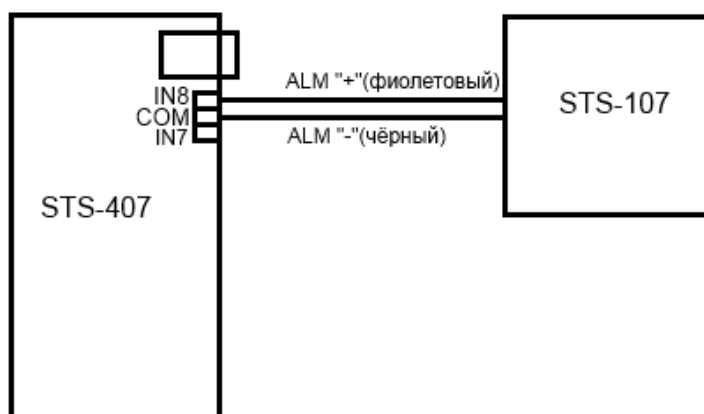 ALM "+"(фиолетовый)
IN8
COM
IN7
ALM "-"(чёрный)
STS-107
STS-407